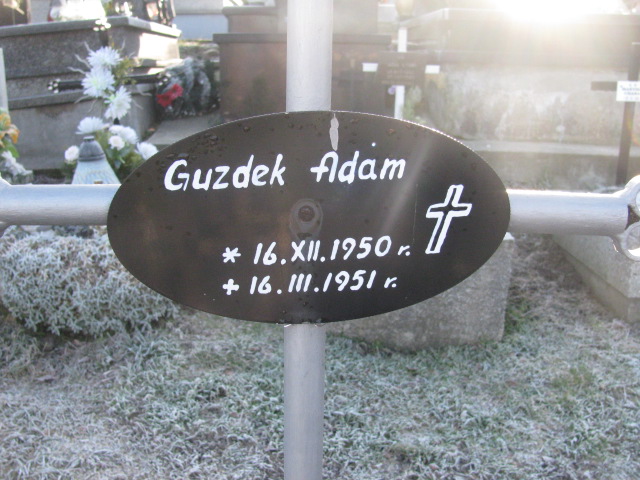 Guzdek Adam
* 16.XII.1950 r.
+ 16.III.1951 r.